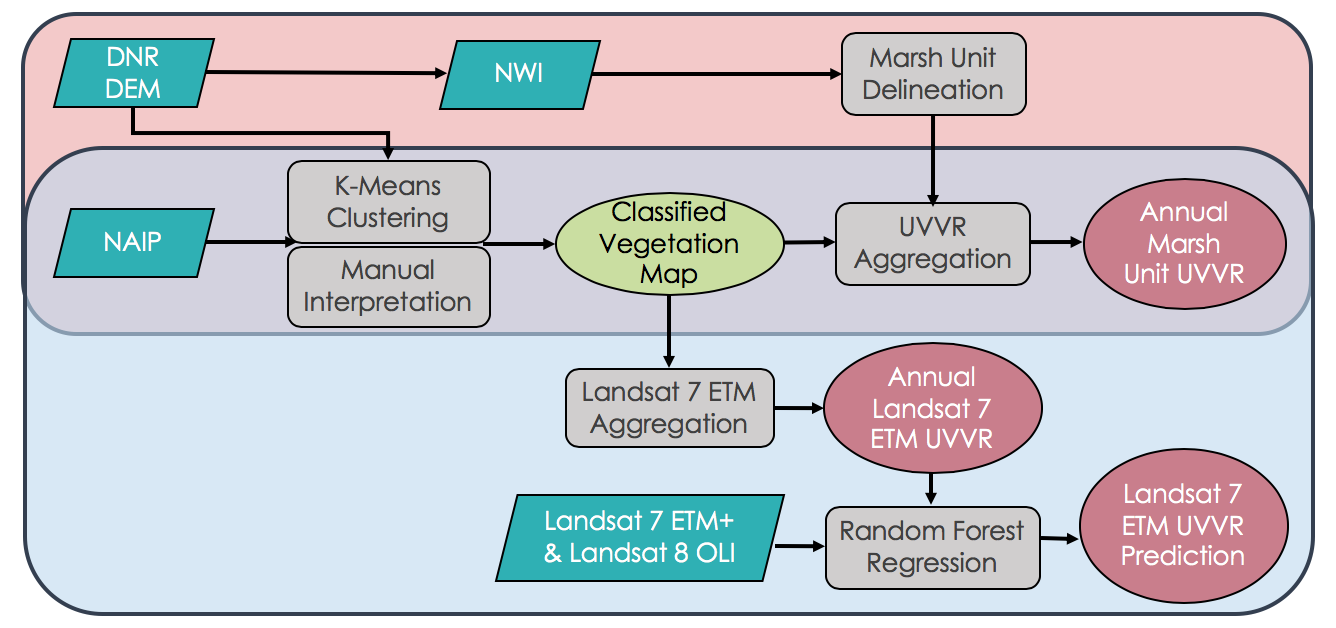 DNR
DEM
NWI
Marsh Unit
Delineation
K-Means
Clustering
NAIP
Manual
Interpretation
Classified
Vegetation
Map
UVVR
Aggregation
Annual
Marsh
Unit UVVR
Landsat 7 ETM
Aggregation
Annual
Landsat 7
ETM UVVR
Landsat 7 ETM+
& Landsat 8 OLI
Random Forest
Regression
Landsat 7
ETM UVVR
Prediction